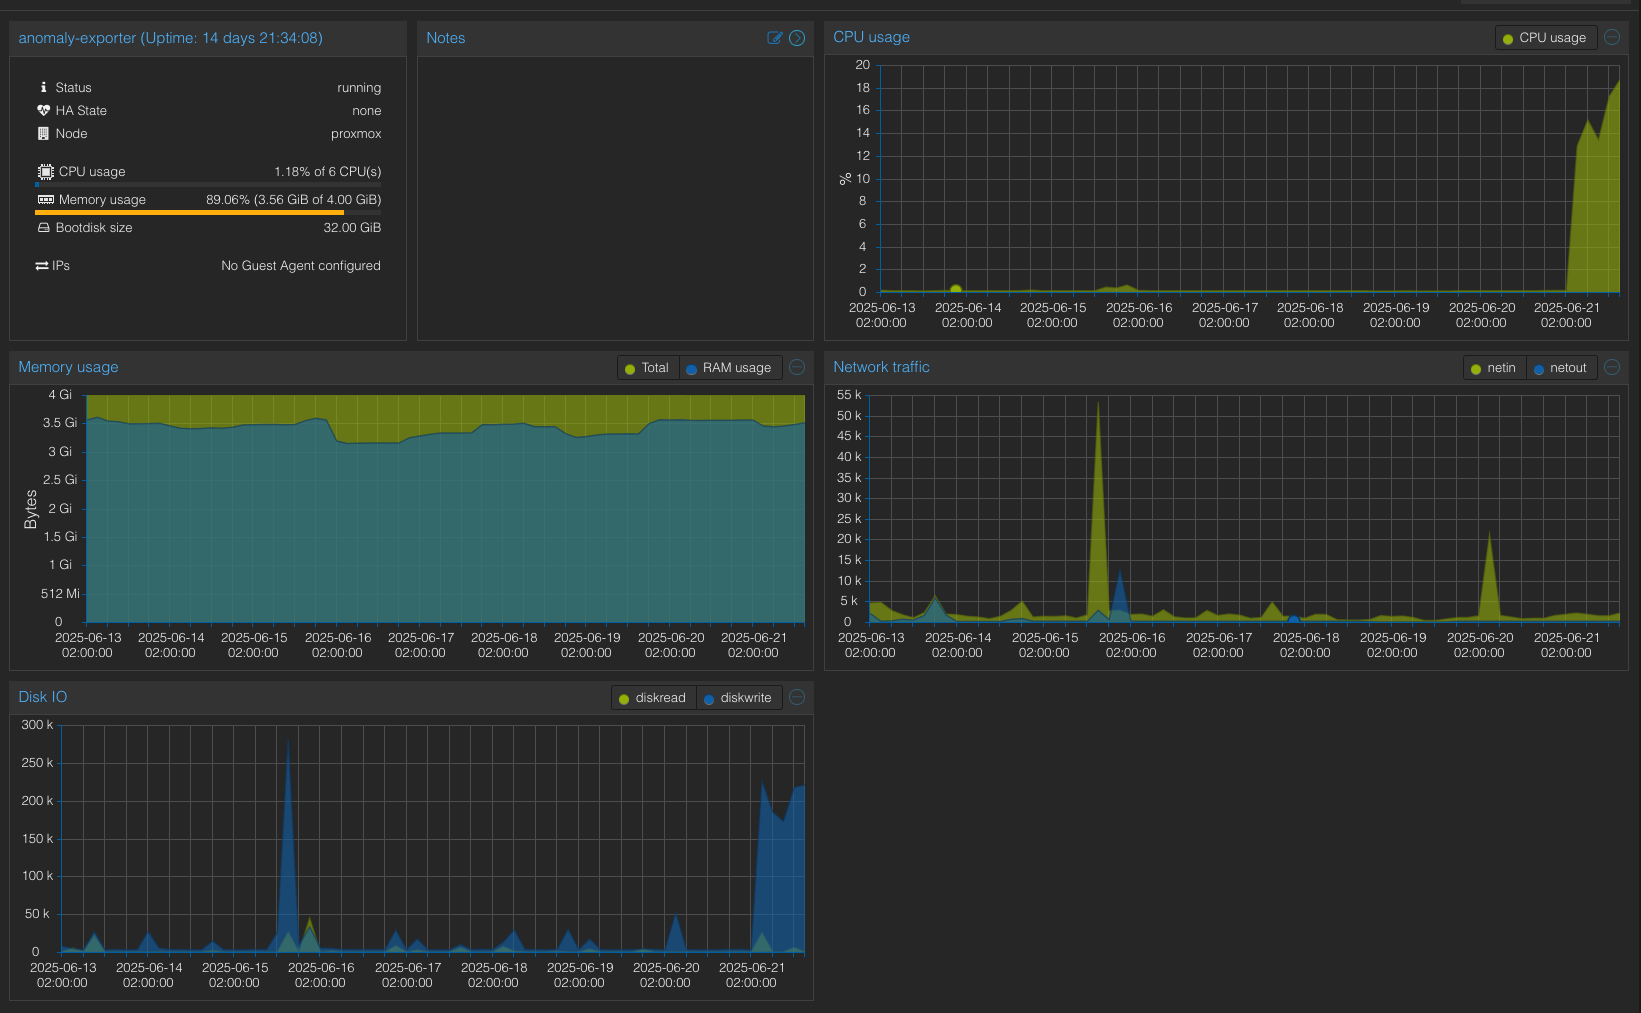 anomaly-exporter (Uptime: 14 days 21:34:08)
Status running
HA State none
Node proxmox
CPU usage 1.18% of 6 CPU(s)
Memory usage 89.06% (3.56 GiB of 4.00 GiB)
Bootdisk size 32.00 GiB
IPs No Guest Agent configured
Notes
CPU usage
CPU usage
20
18
16
14
12
10
8
6
4
2
0
%
2025-06-13 2025-06-14 2025-06-15 2025-06-16 2025-06-17 2025-06-18 2025-06-19 2025-06-20 2025-06-21
02:00:00 02:00:00 02:00:00 02:00:00 02:00:00 02:00:00 02:00:00 02:00:00 02:00:00
Memory usage
Total RAM usage
4 Gi
3.5 Gi
3 Gi
2.5 Gi
2 Gi
1.5 Gi
1 Gi
512 Mi
0
Bytes
2025-06-13 2025-06-14 2025-06-15 2025-06-16 2025-06-17 2025-06-18 2025-06-19 2025-06-20 2025-06-21
02:00:00 02:00:00 02:00:00 02:00:00 02:00:00 02:00:00 02:00:00 02:00:00 02:00:00
Network traffic
netin netout
55 k
50 k
45 k
40 k
35 k
30 k
25 k
20 k
15 k
10 k
5 k
0
2025-06-13 2025-06-14 2025-06-15 2025-06-16 2025-06-17 2025-06-18 2025-06-19 2025-06-20 2025-06-21
02:00:00 02:00:00 02:00:00 02:00:00 02:00:00 02:00:00 02:00:00 02:00:00 02:00:00
Disk IO
diskread diskwrite
300 k
250 k
200 k
150 k
100 k
50 k
0
2025-06-13 2025-06-14 2025-06-15 2025-06-16 2025-06-17 2025-06-18 2025-06-19 2025-06-20 2025-06-21
02:00:00 02:00:00 02:00:00 02:00:00 02:00:00 02:00:00 02:00:00 02:00:00 02:00:00